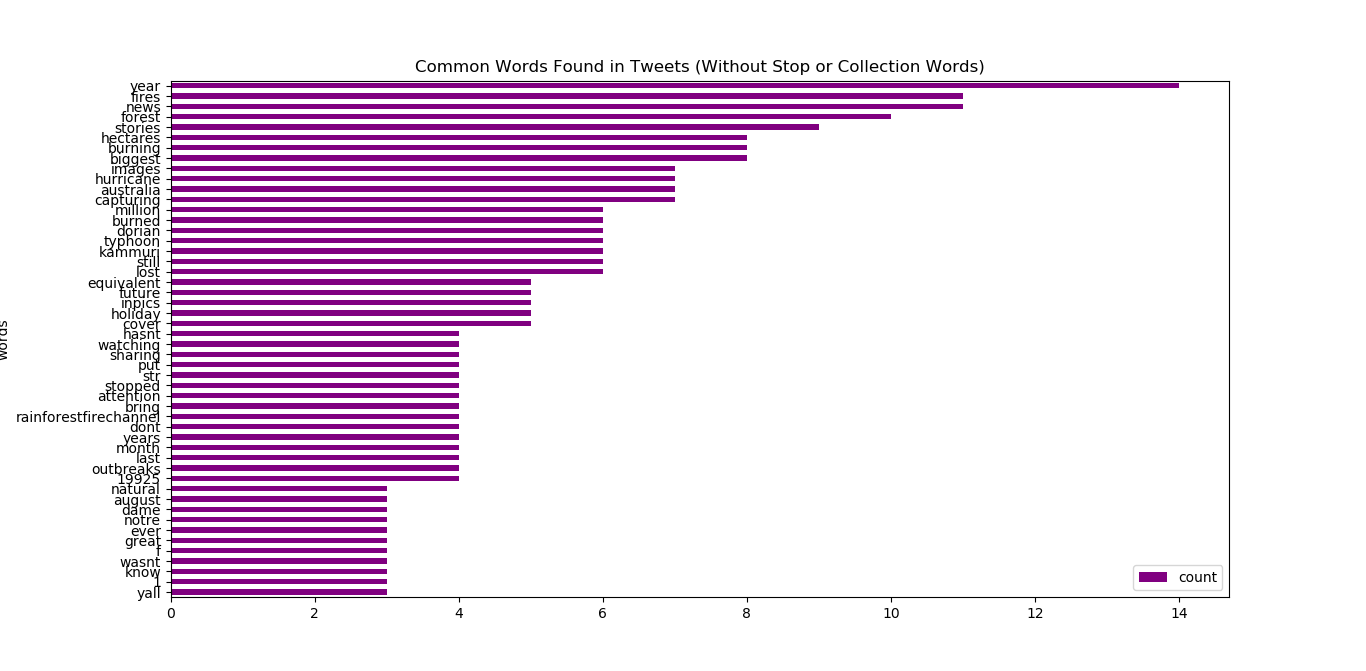 Common Words Found in Tweets (Without Stop or Collection Words)
year
fires
news
forest
stories
hectares
burning
biggest
images
hurricane
australia
capturing
million
burned
dorian
typhoon
kammuri
still
lost
equivalent
future
inpics
holiday
cover
hasnt
watching
sharing
put
str
stopped
attention
bring
rainforestfirechannel
dont
years
month
last
outbreaks
19925
natural
august
dame
notre
ever
great
f
wasnt
know
1
yall
words
count
0 2 4 6 8 10 12 14